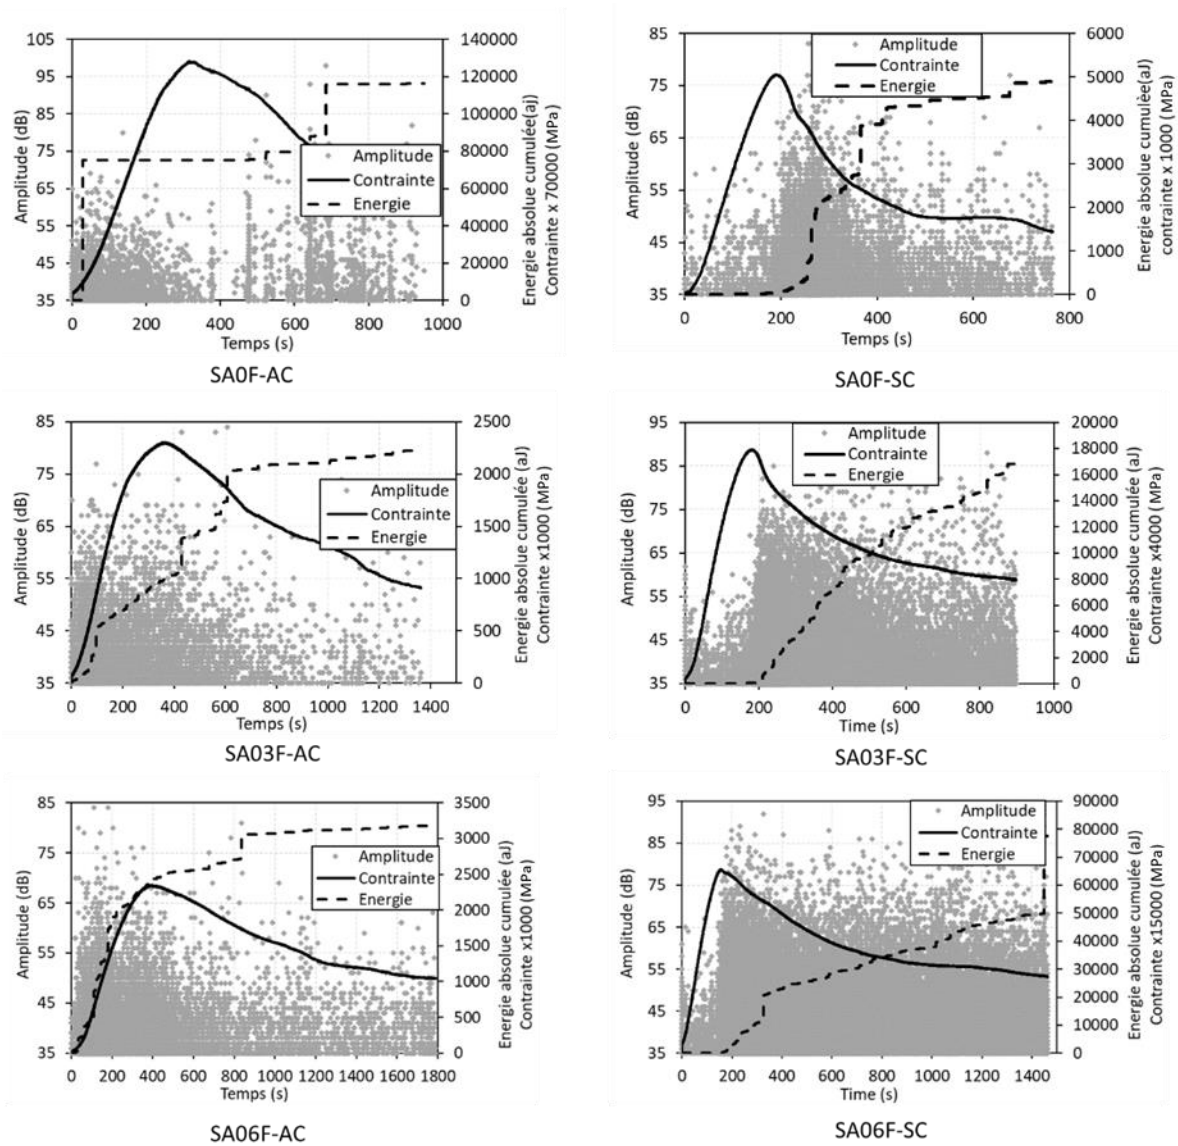 105
95
85
75
65
55
45
35
Amplitude (dB)
140000
120000
100000
80000
60000
40000
20000
0
Energie absolue cumulée(aj)
Contrainte x 70000 (MPa)
Amplitude
Contrainte
Energie
0 200 400 600 800 1000
Temps (s)
SA0F-AC
85
75
65
55
45
35
Amplitude (dB)
6000
5000
4000
3000
2000
1000
0
Energie absolue cumulée(aJ)
contrainte x 1000 (MPa)
Amplitude
Contrainte
Energie
0 200 400 600 800
Temps (s)
SA0F-SC
85
75
65
55
45
35
Amplitude (dB)
2500
2000
1500
1000
500
0
Energie absolue cumulée (aJ)
Contrainte x1000 (MPa)
Amplitude
Contrainte
Energie
0 200 400 600 800 1000 1200 1400
Temps (s)
SA03F-AC
95
85
75
65
55
45
35
Amplitude (dB)
20000
18000
16000
14000
12000
10000
8000
6000
4000
2000
0
Energie absolue cumulée (aJ)
Contrainte x4000 (MPa)
Amplitude
Contrainte
Energie
0 200 400 600 800 1000
Time (s)
SA03F-SC
85
75
65
55
45
35
Amplitude (dB)
3500
3000
2500
2000
1500
1000
500
0
Energie absolue cumulée (aJ)
Contrainte x1000 (MPa)
Amplitude
Contrainte
Energie
0 200 400 600 800 1000 1200 1400 1600 1800
Temps (s)
SA06F-AC
95
85
75
65
55
45
35
Amplitude (dB)
90000
80000
70000
60000
50000
40000
30000
20000
10000
0
Energie absolue cumulée (aJ)
Contrainte x15000 (MPa)
Amplitude
Contrainte
Energie
0 200 400 600 800 1000 1200 1400
Time (s)
SA06F-SC